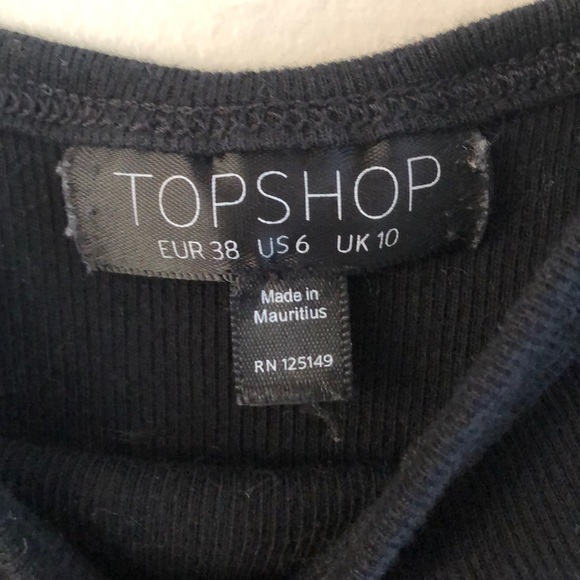 TOPSHOP
EUR 38 US 6 UK 10
Made in
Mauritius
RN 125149